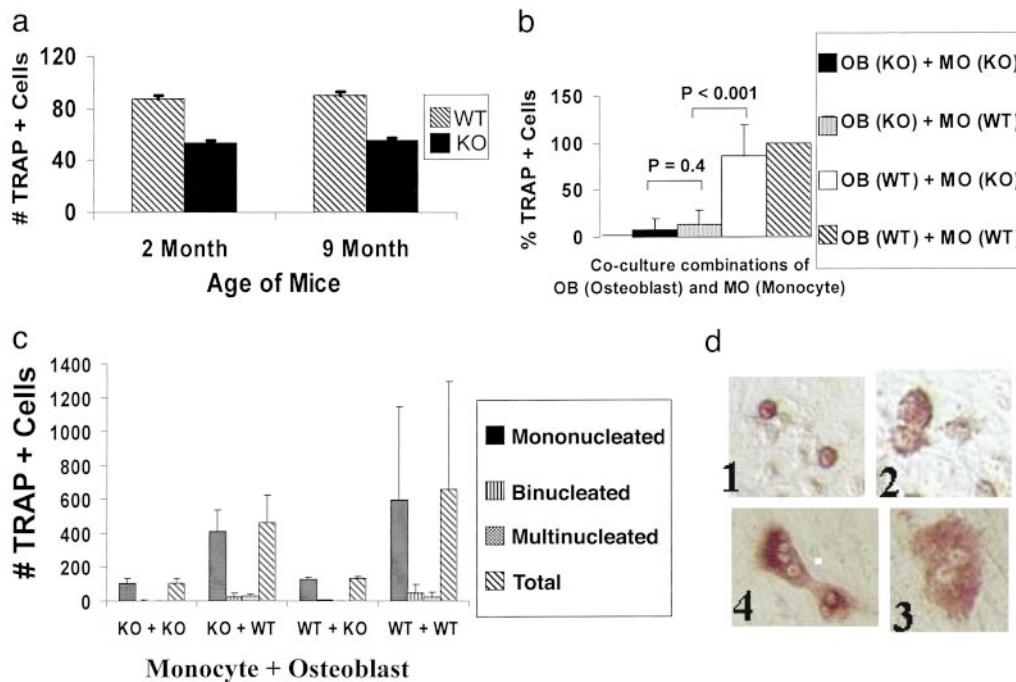 a
# TRAP + Cells
120
80
40
0
WT
KO
2 Month
9 Month
Age of Mice
b
% TRAP + Cells
150
100
50
0
P < 0.001
P = 0.4
Co-culture combinations of
OB (Osteoblast) and MO (Monocyte)
OB (KO) + MO (KO)
OB (KO) + MO (WT)
OB (WT) + MO (KO)
OB (WT) + MO (WT)
c
# TRAP + Cells
1400
1200
1000
800
600
400
200
0
KO + KO
KO + WT
WT + KO
WT + WT
Monocyte + Osteoblast
Mononucleated
Binucleated
Multinucleated
Total
d
1
2
4
3